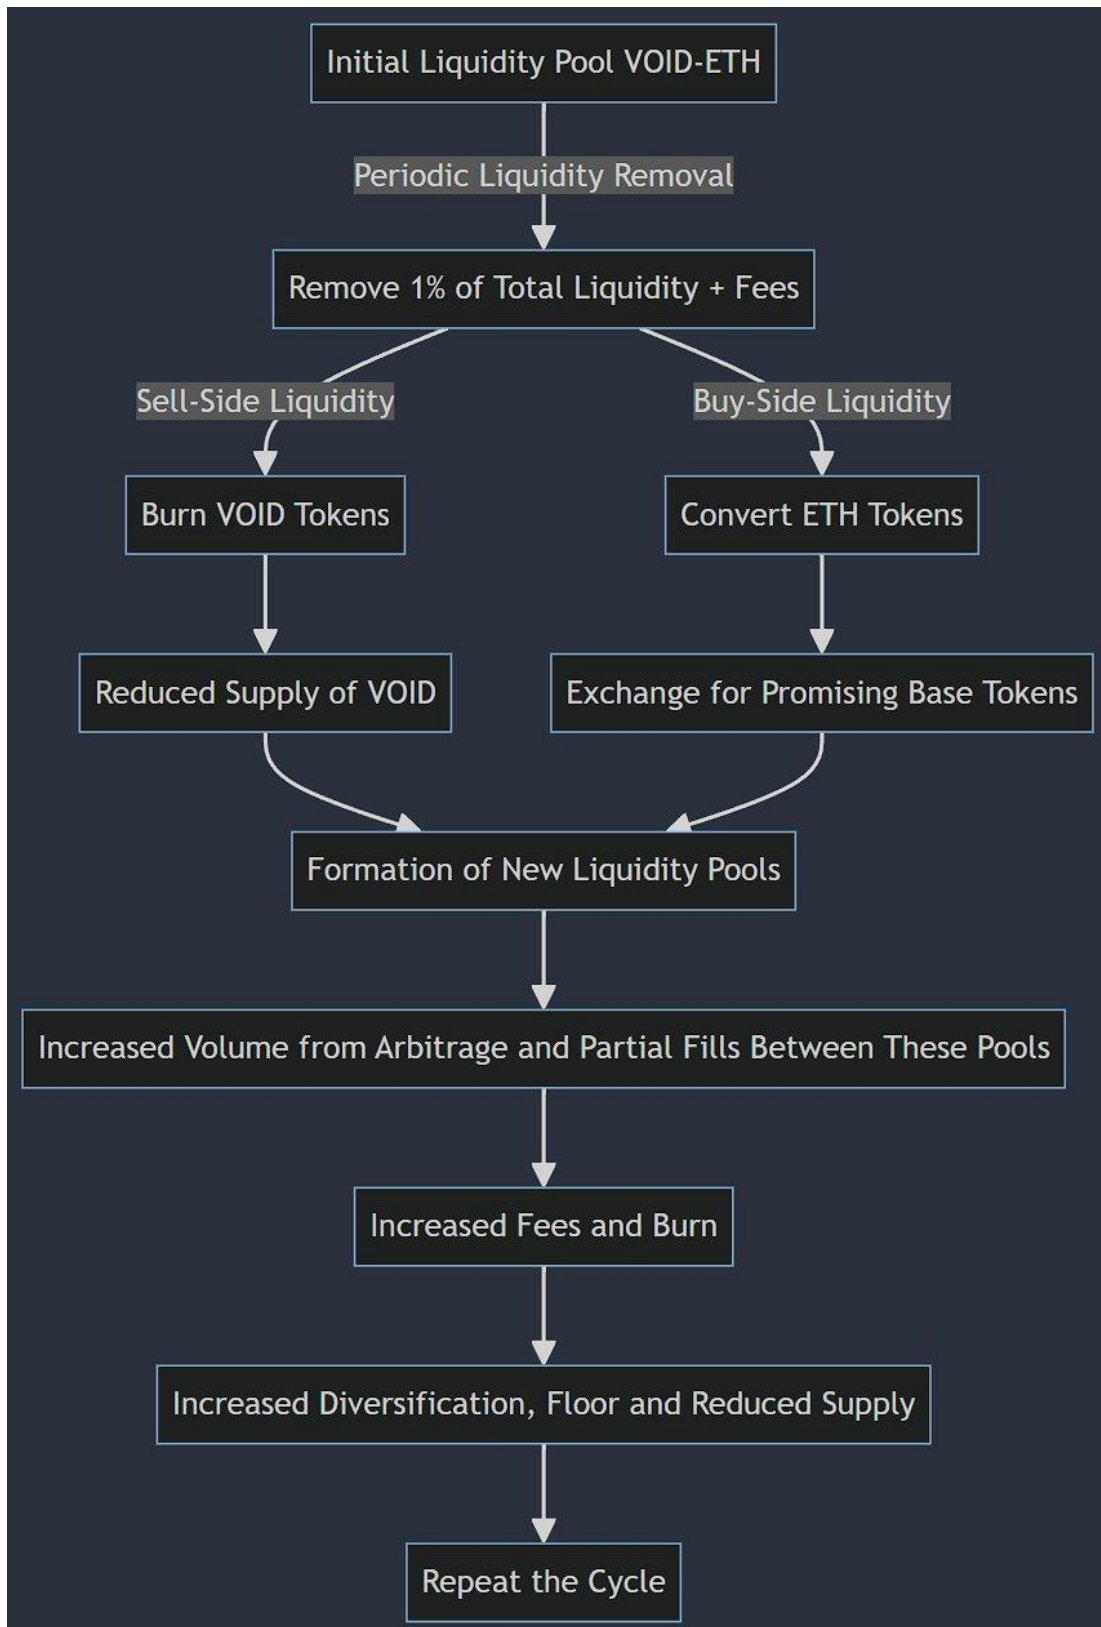 Initial Liquidity Pool VOID-ETH
Periodic Liquidity Removal
Remove 1% of Total Liquidity + Fees
Sell-Side Liquidity
Buy-Side Liquidity
Burn VOID Tokens
Convert ETH Tokens
Reduced Supply of VOID
Exchange for Promising Base Tokens
Formation of New Liquidity Pools
Increased Volume from Arbitrage and Partial Fills Between These Pools
Increased Fees and Burn
Increased Diversification, Floor and Reduced Supply
Repeat the Cycle